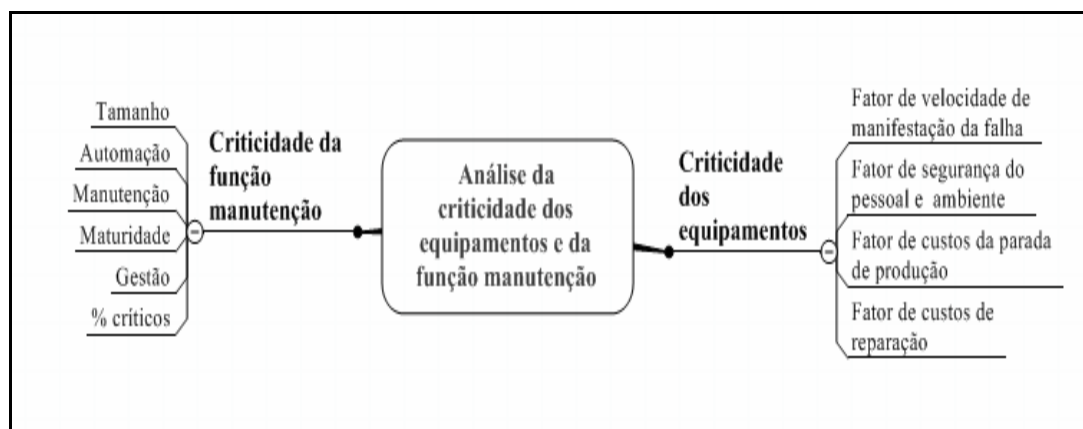 Tamanho
Automação
Manutenção
Maturidade
Gestão
% críticos
Criticidade da
função
manutenção
Análise da
criticidade dos
equipamentos e da
função manutenção
Criticidade
dos
equipamentos
Fator de velocidade de
manifestação da falha
Fator de segurança do
pessoal e ambiente
Fator de custos da parada
de produção
Fator de custos de
reparação